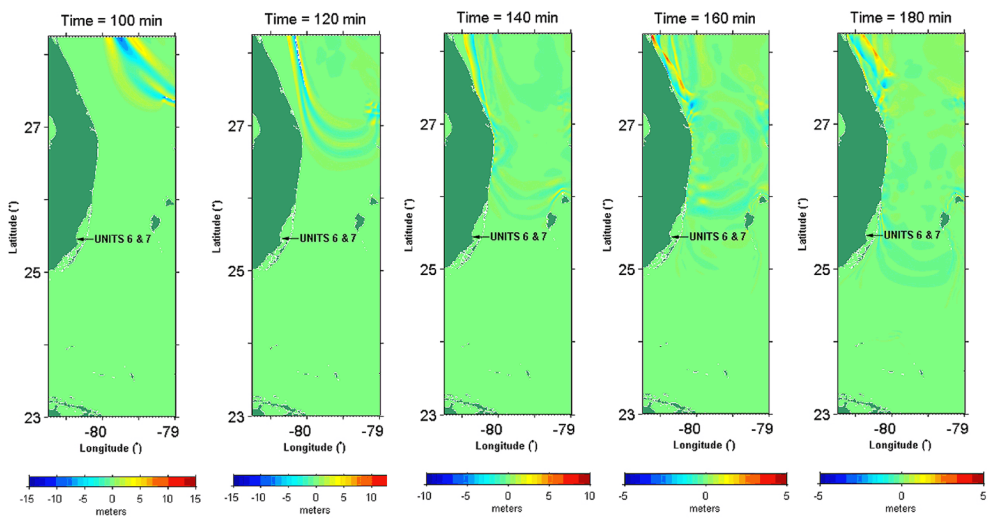 Time = 100 min
Time = 120 min
Time = 140 min
Time = 160 min
Time = 180 min
Latitude (°)
27
25
23
UNITS 6 & 7
-80
-79
Longitude (°)
-15 -10 -5 0 5 10 15
meters
Latitude (°)
27
25
23
UNITS 6 & 7
-80
-79
Longitude (°)
-15 -10 -5 0 5 10
meters
Latitude (°)
27
25
23
UNITS 6 & 7
-80
-79
Longitude (°)
-10 -5 0 5 10
meters
Latitude (°)
27
25
23
UNITS 6 & 7
-80
-79
Longitude (°)
-5 0 5
meters
Latitude (°)
27
25
23
UNITS 6 & 7
-80
-79
Longitude (°)
-5 0 5
meters